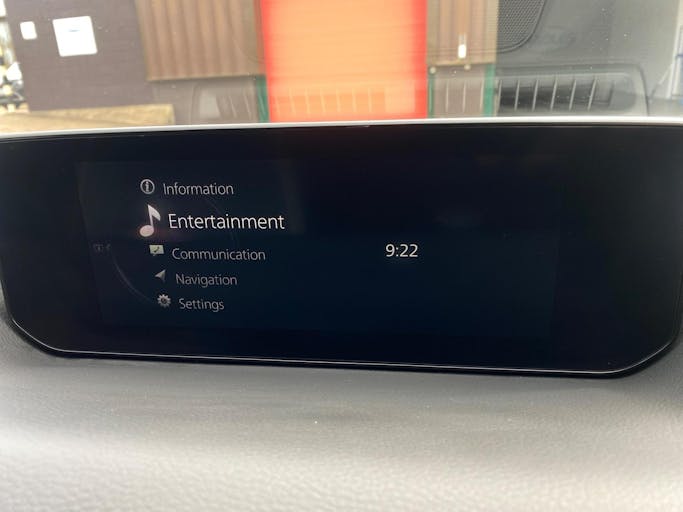 Information
Entertainment
Communication
9:22
Navigation
Settings